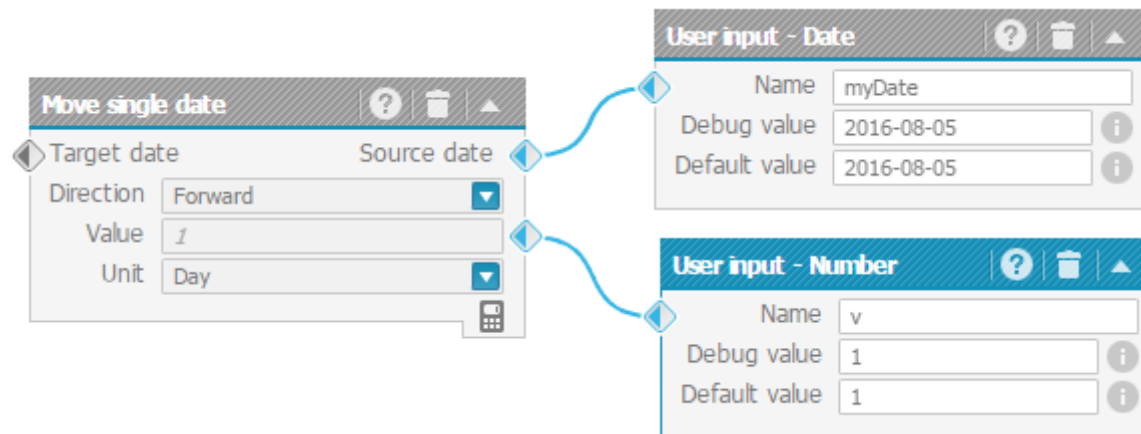 Move single date
Target date Source date
Direction Forward
Value 1
Unit Day
User input - Date
Name myDate
Debug value 2016-08-05
Default value 2016-08-05
User input - Number
Name v
Debug value 1
Default value 1